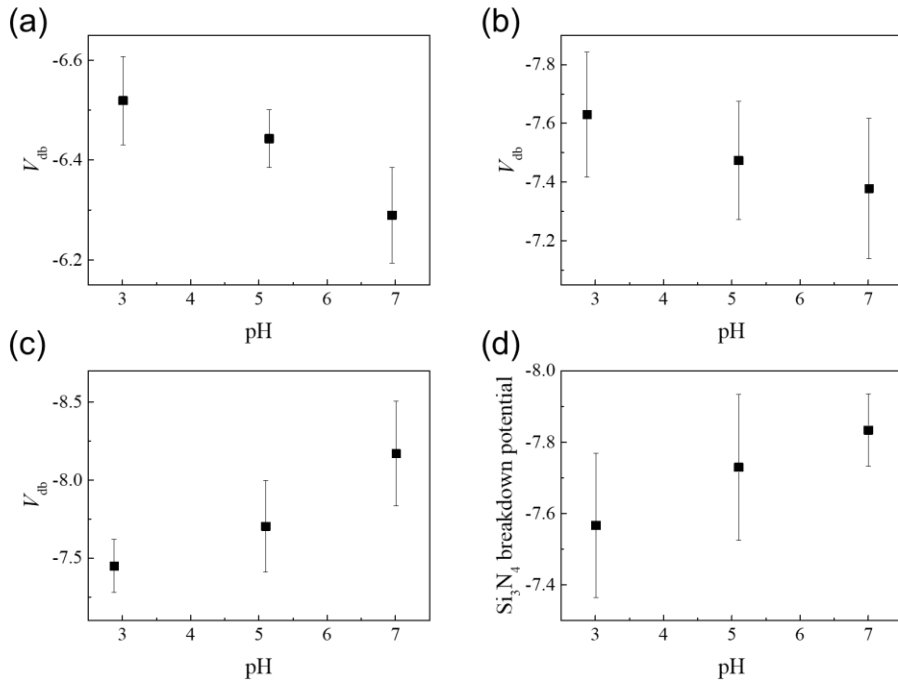 (a)
-6.6
-6.4
-6.2
V_db
3 4 5 6 7
pH
(b)
-7.8
-7.6
-7.4
-7.2
V_db
3 4 5 6 7
pH
(c)
-8.5
-8.0
-7.5
V_db
3 4 5 6 7
pH
(d)
-8.0
-7.8
-7.6
-7.4
Si₃N₄ breakdown potential
3 4 5 6 7
pH